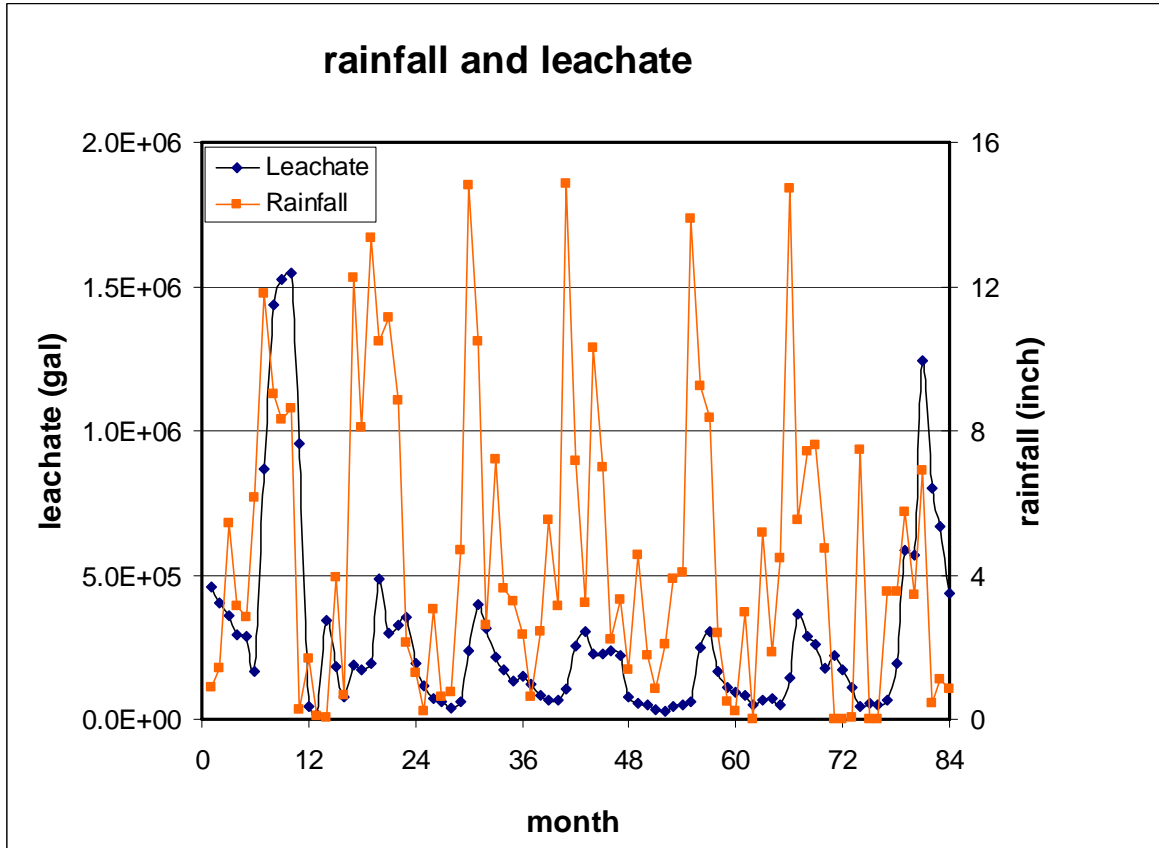 rainfall and leachate
2.0E+06
16
Leachate
Rainfall
1.5E+06
12
1.0E+06
8
5.0E+05
4
0.0E+00
0
leachate (gal)
rainfall (inch)
0 12 24 36 48 60 72 84
month